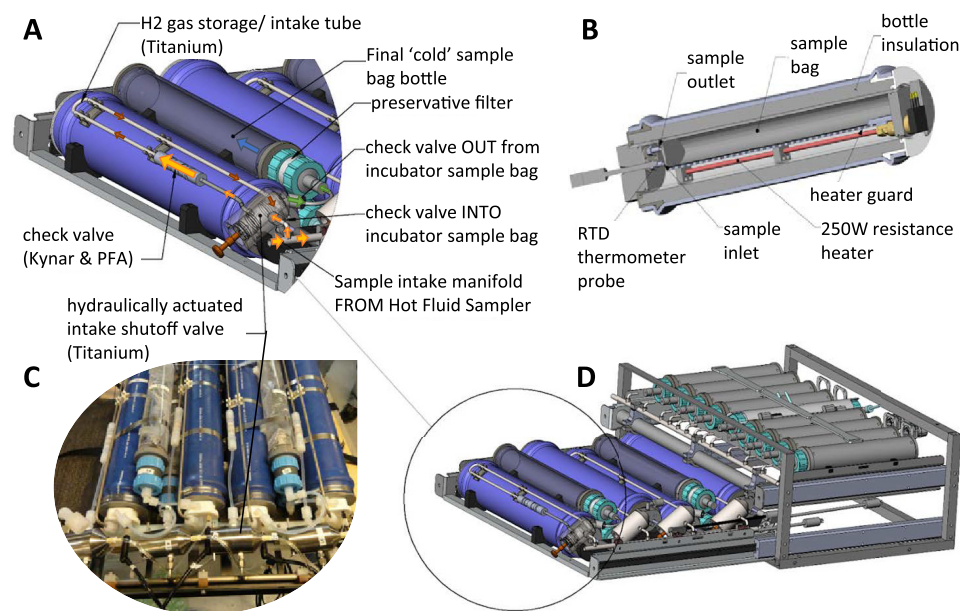 A
H2 gas storage/ intake tube
(Titanium)
Final ‘cold’ sample
bag bottle
preservative filter
check valve OUT from
incubator sample bag
check valve INTO
incubator sample bag
Sample intake manifold
FROM Hot Fluid Sampler
check valve
(Kynar & PFA)
hydraulically actuated
intake shutoff valve
(Titanium)
B
sample
outlet
sample
bag
bottle
insulation
RTD
thermometer
probe
sample
inlet
250W resistance
heater
heater guard
C
D